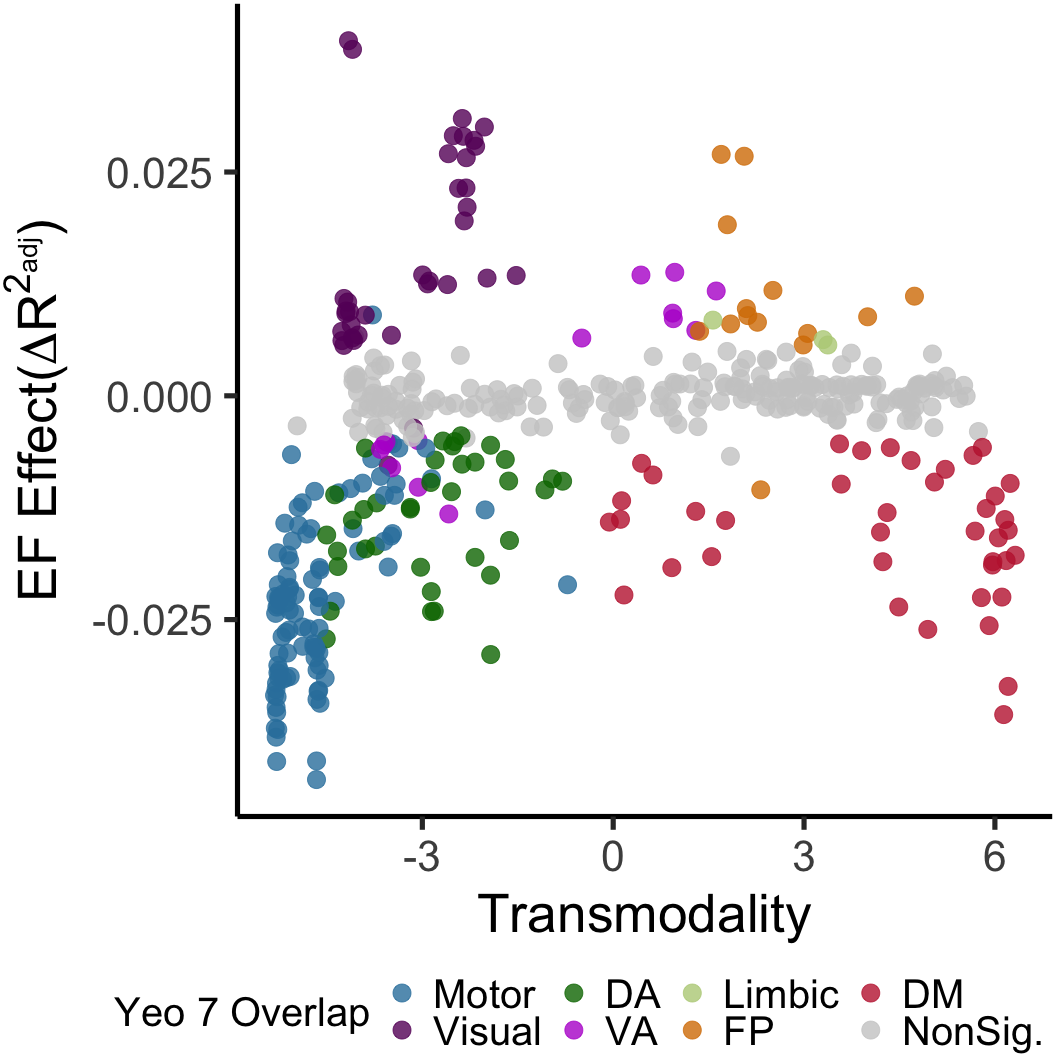 EF Effect(ΔR²adj)
0.025
0.000
-0.025
-3 0 3 6
Transmodality
Yeo 7 Overlap
Motor DA Limbic DM
Visual VA FP NonSig.